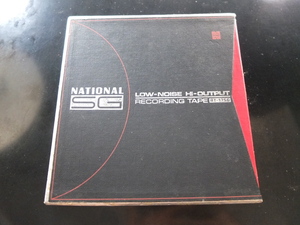 NATIONAL
SG
LOW-NOISE HI-OUTPUT
RECORDING TAPE